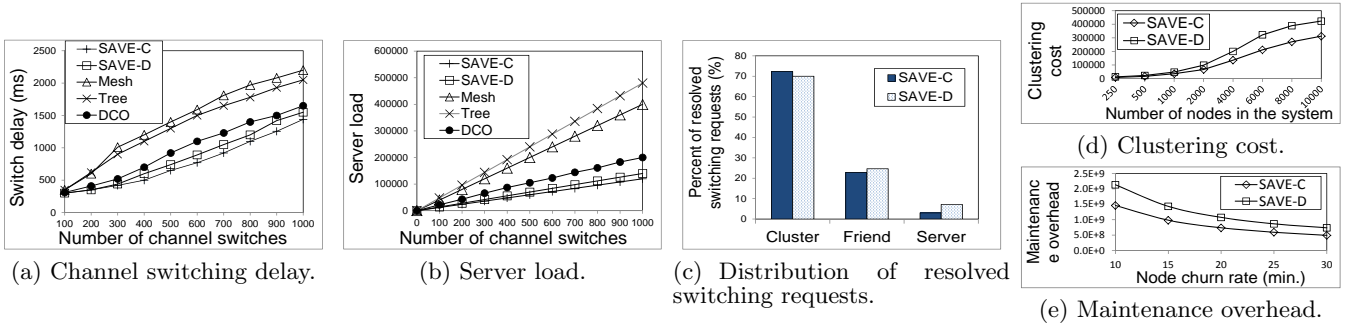 2500
2000
1500
1000
500
0
Switch delay (ms)
SAVE-C
SAVE-D
Mesh
Tree
DCO
100 200 300 400 500 600 700 800 900 1000
Number of channel switches
(a) Channel switching delay.
600000
500000
400000
300000
200000
100000
0
Server load
SAVE-C
SAVE-D
Mesh
Tree
DCO
0 100 200 300 400 500 600 700 800 900 1000
Number of channel switches
(b) Server load.
80
70
60
50
40
30
20
10
0
Percent of resolved
switching requests (%)
SAVE-C
SAVE-D
Cluster Friend Server
(c) Distribution of resolved
switching requests.
500000
400000
300000
200000
100000
0
Clustering
cost
SAVE-C
SAVE-D
250 500 1000 2000 4000 6000 8000 10000
Number of nodes in the system
(d) Clustering cost.
2.5E+9
2.0E+9
1.5E+9
1.0E+9
5.0E+8
0.0E+0
Maintenanc
e overhead
SAVE-C
SAVE-D
10 15 20 25 30
Node churn rate (min.)
(e) Maintenance overhead.